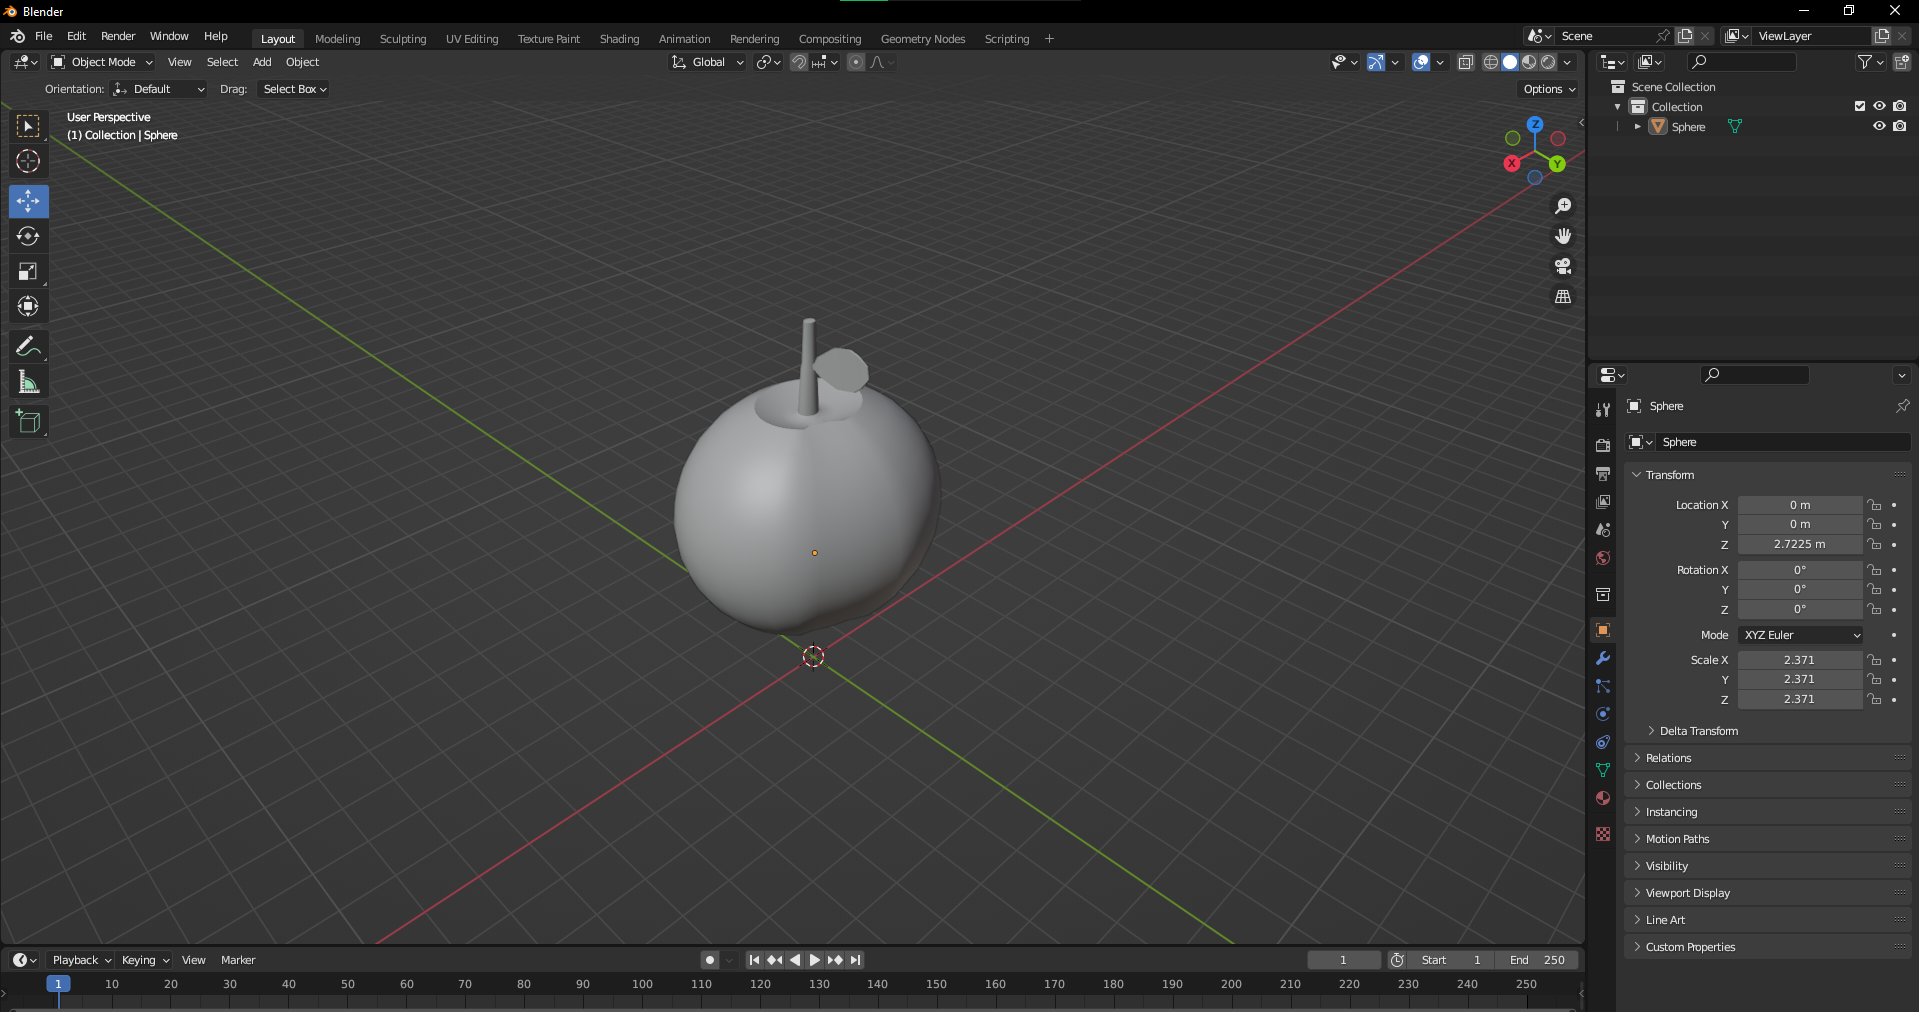 Blender
File Edit Render Window Help Layout Modeling Sculpting UV Editing Texture Paint Shading Animation Rendering Compositing Geometry Nodes Scripting + Scene ViewLayer
Object Mode View Select Add Object Global
Orientation: Default Drag: Select Box Options
User Perspective
(1) Collection | Sphere
Z
X
Y
Scene Collection
Collection
Sphere
Sphere
Sphere
Transform
Location X 0 m
Y 0 m
Z 2.7225 m
Rotation X 0°
Y 0°
Z 0°
Mode XYZ Euler
Scale X 2.371
Y 2.371
Z 2.371
Delta Transform
Relations
Collections
Instancing
Motion Paths
Visibility
Viewport Display
Line Art
Custom Properties
Playback Keying View Marker 1 Start 1 End 250
1 10 20 30 40 50 60 70 80 90 100 110 120 130 140 150 160 170 180 190 200 210 220 230 240 250